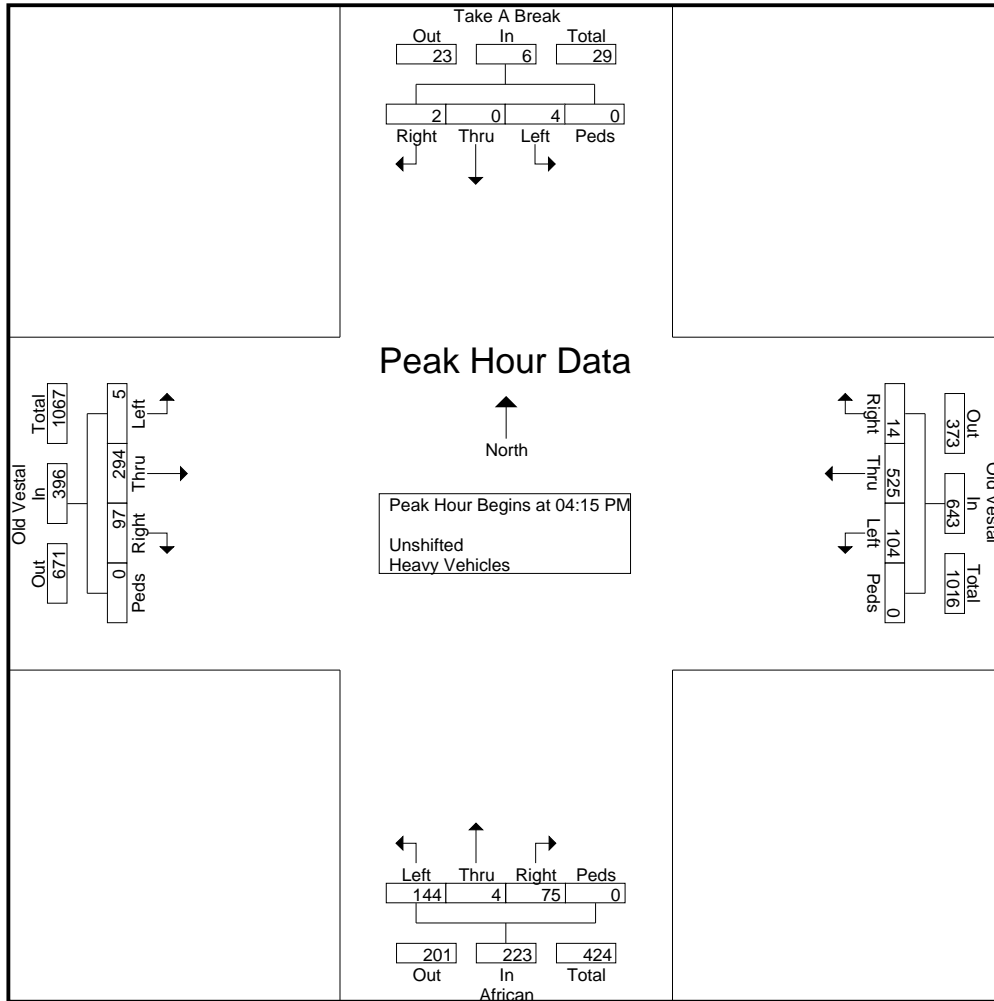 Take A Break
Out In Total
23 6 29
2 0 4 0
Right Thru Left Peds
Peak Hour Data
North
Peak Hour Begins at 04:15 PM
Unshifted
Heavy Vehicles
Old Vestal
Out In Total
671 396 1067
0 97 294 5
Peds Right Thru Left
Old Vestal
Out In Total
373 643 1016
14 525 104 0
Right Thru Left Peds
Left Thru Right Peds
144 4 75 0
201 223 424
Out In Total
African